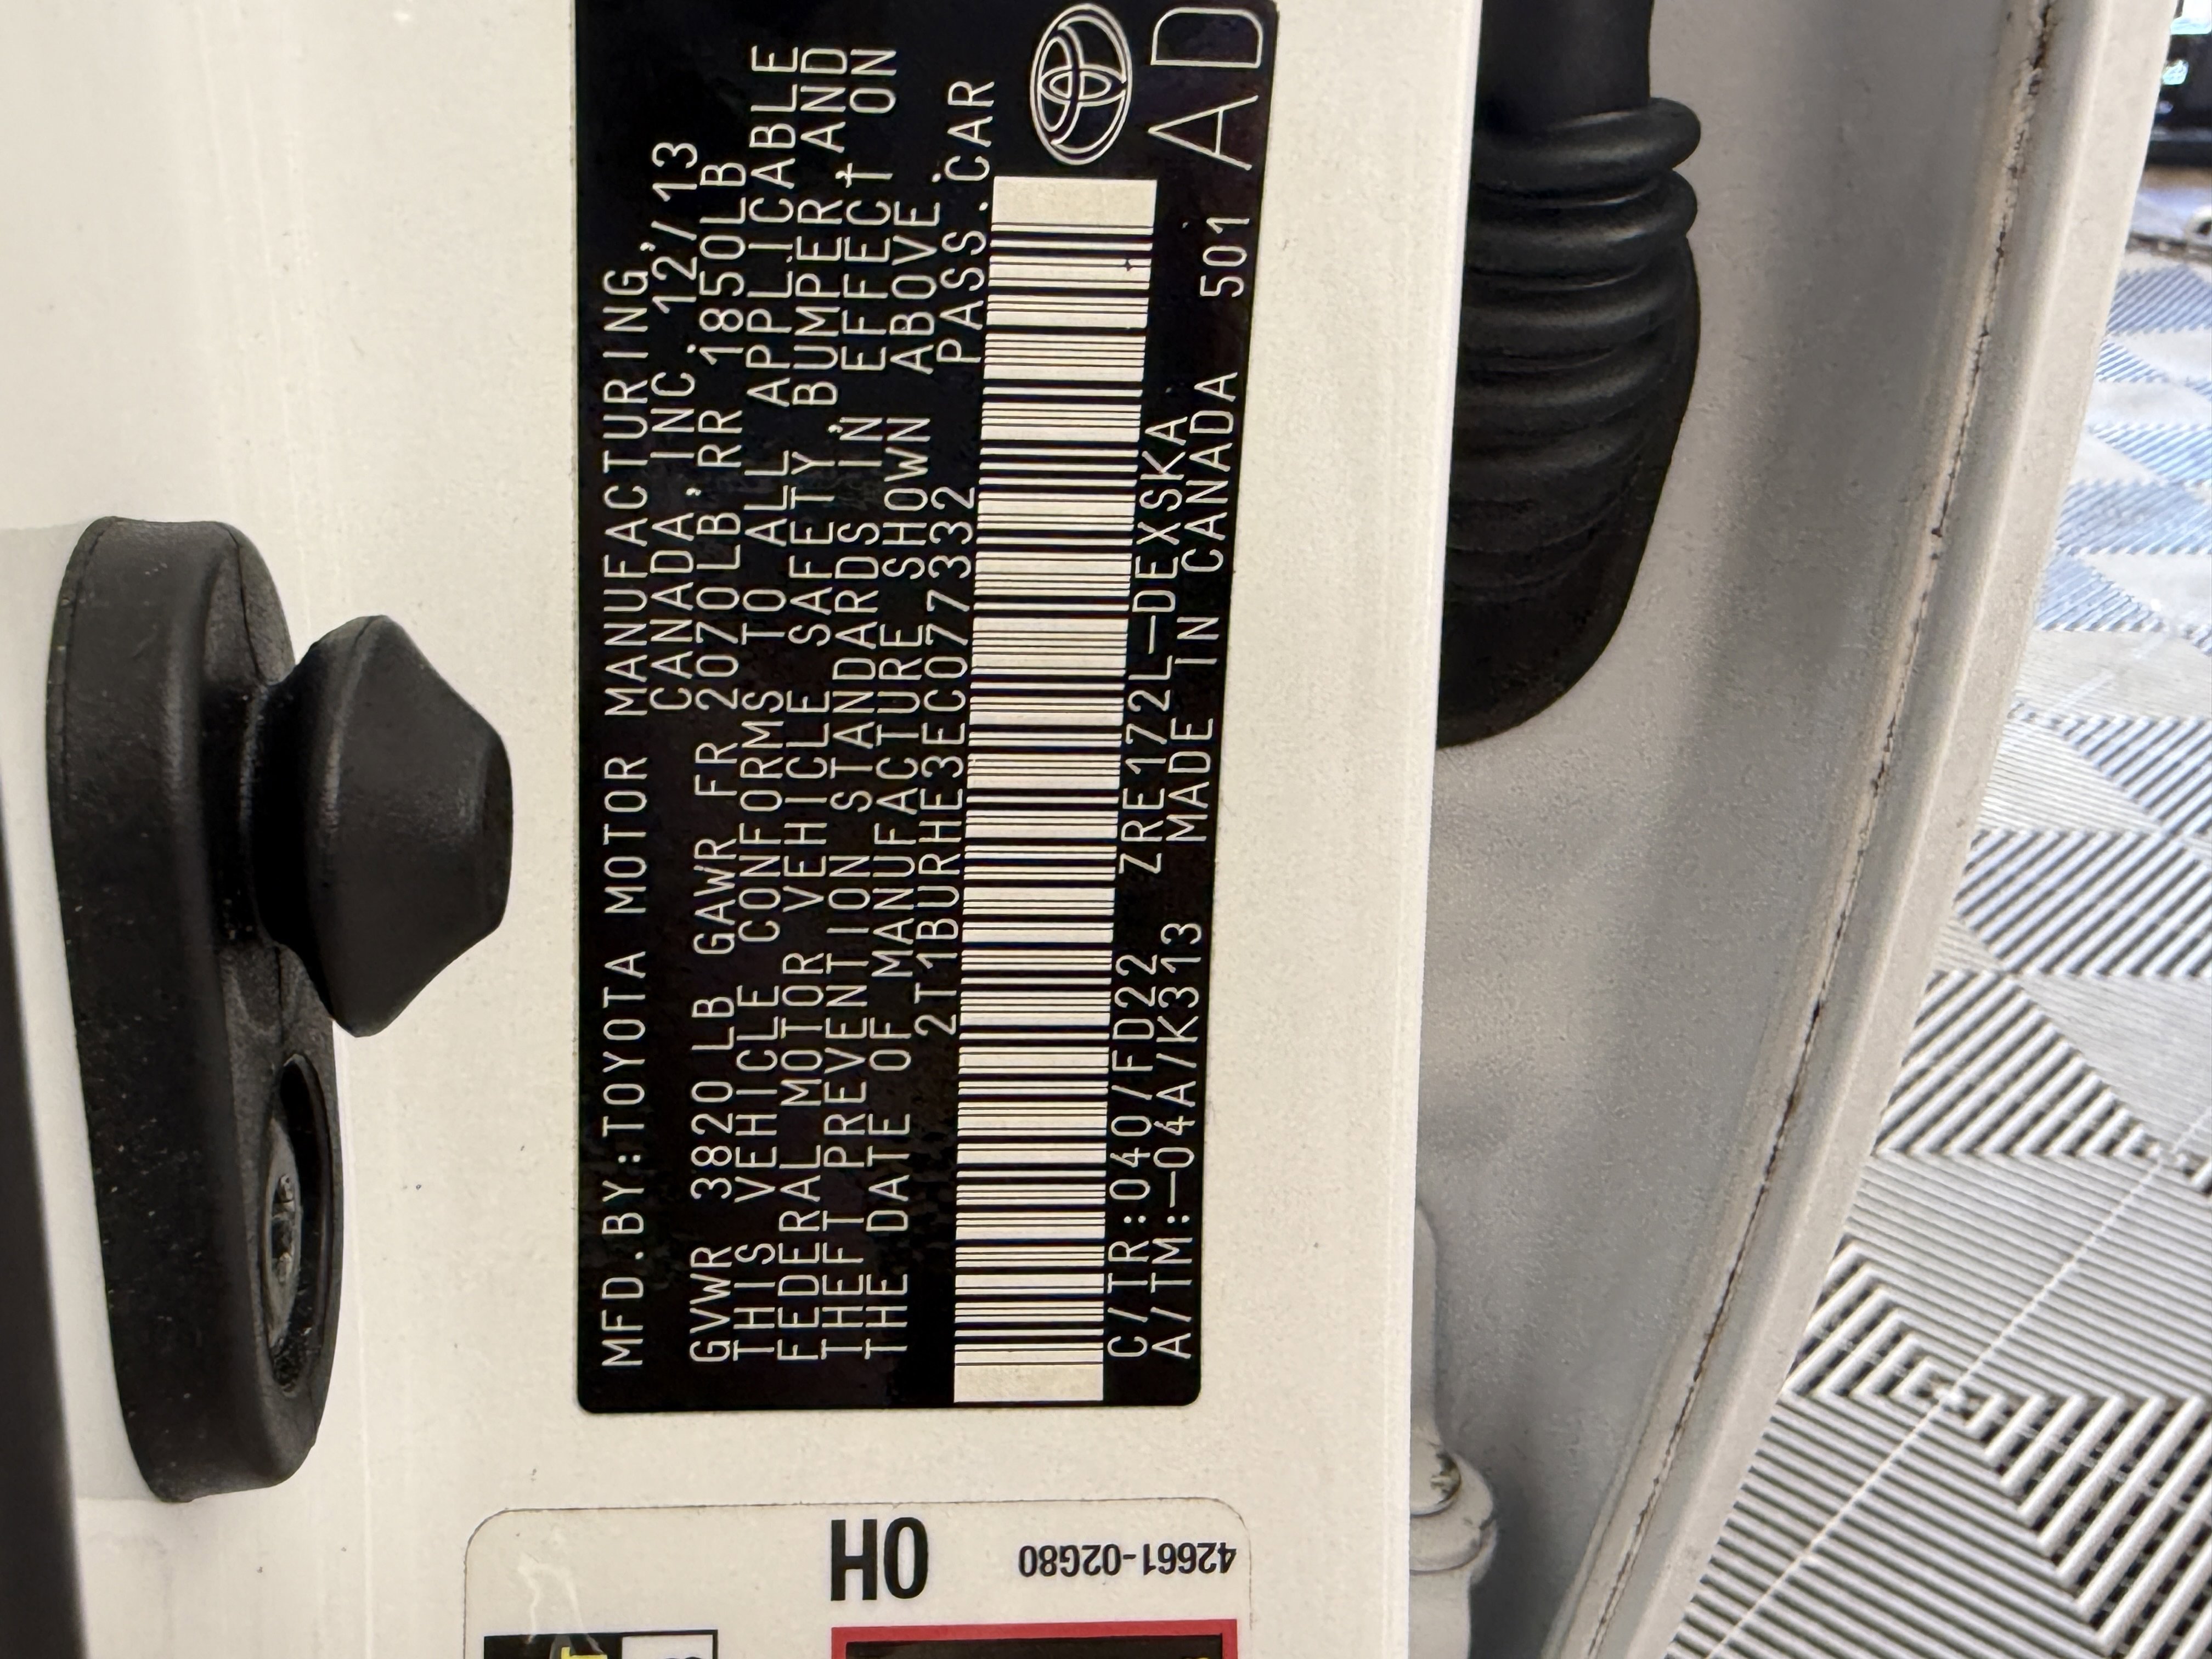 MFD.BY:TOYOTA MOTOR MANUFACTURING,
CANADA, INC. 12/13
GVWR 3820 LB GAWR FR 2070LB, RR 1850LB
THIS VEHICLE CONFORMS TO ALL APPLICABLE
FEDERAL MOTOR VEHICLE SAFETY, BUMPER, AND
THEFT PREVENTION STANDARDS IN EFFECT ON
THE DATE OF MANUFACTURE SHOWN ABOVE.
2T1BURHE3EC077332 PASS.CAR
C/TR:040/FD22 ZRE172L-DEXSKA
A/TM:-04A/K313 MADE IN CANADA 501 AD
OH
42661-02G80